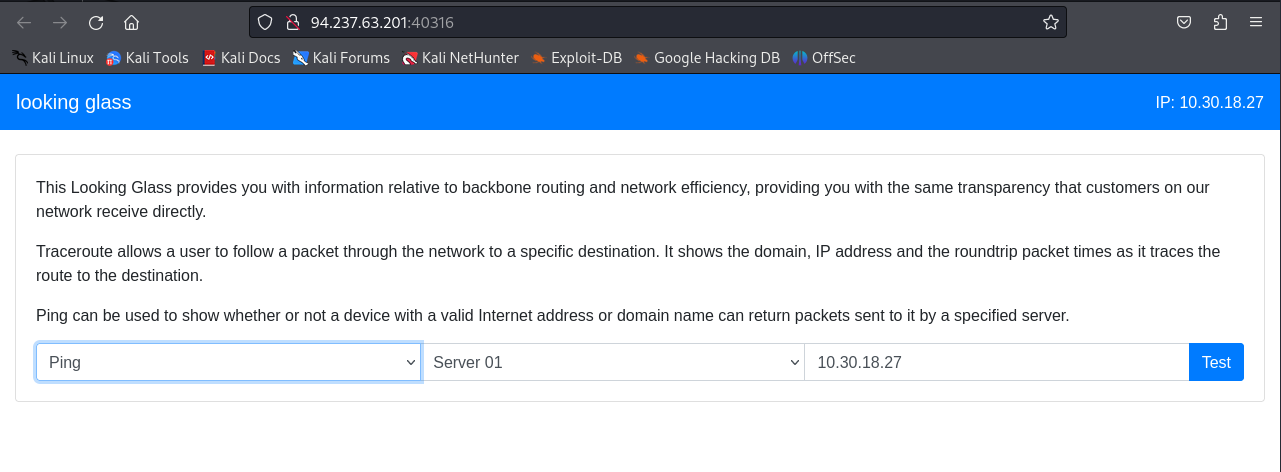 94.237.63.201:40316
Kali Linux Kali Tools Kali Docs Kali Forums Kali NetHunter Exploit-DB Google Hacking DB OffSec
looking glass IP: 10.30.18.27
This Looking Glass provides you with information relative to backbone routing and network efficiency, providing you with the same transparency that customers on our
network receive directly.
Traceroute allows a user to follow a packet through the network to a specific destination. It shows the domain, IP address and the roundtrip packet times as it traces the
route to the destination.
Ping can be used to show whether or not a device with a valid Internet address or domain name can return packets sent to it by a specified server.
Ping Server 01 10.30.18.27 Test